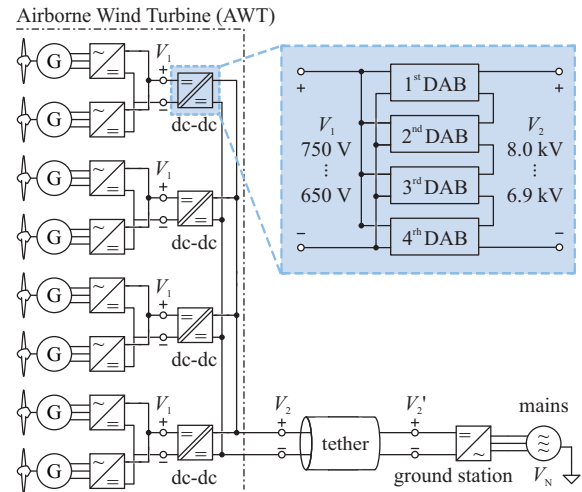 Airborne Wind Turbine (AWT)
G
~
=
V1
+
−
=
=
dc-dc
G
~
=
G
~
=
V1
+
−
=
=
dc-dc
G
~
=
G
~
=
V1
+
−
=
=
dc-dc
G
~
=
G
~
=
V1
+
−
=
=
dc-dc
G
~
=
+
−
V1
750 V
⋮
650 V
1st DAB
2nd DAB
3rd DAB
4rh DAB
+
−
V2
8.0 kV
⋮
6.9 kV
V2
+
−
tether
V2'
+
−
=
~
ground station
mains
≈
VN